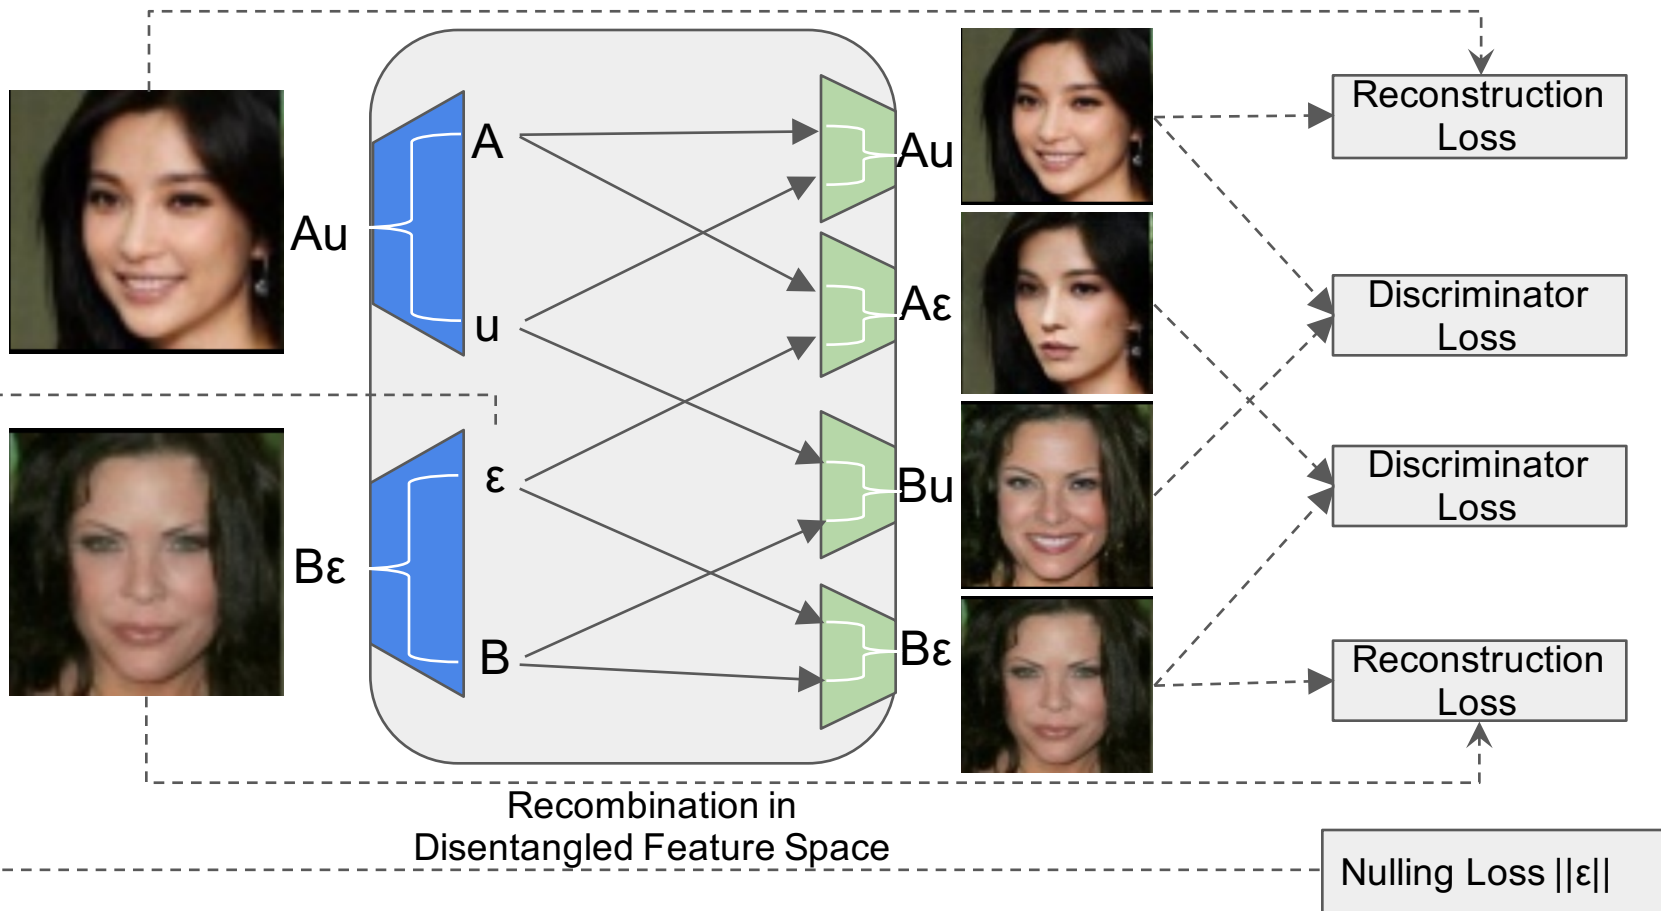 Au
Bε
A
u
ε
B
Au
Aε
Bu
Bε
Reconstruction
Loss
Discriminator
Loss
Discriminator
Loss
Reconstruction
Loss
Recombination in
Disentangled Feature Space
Nulling Loss ||ε||